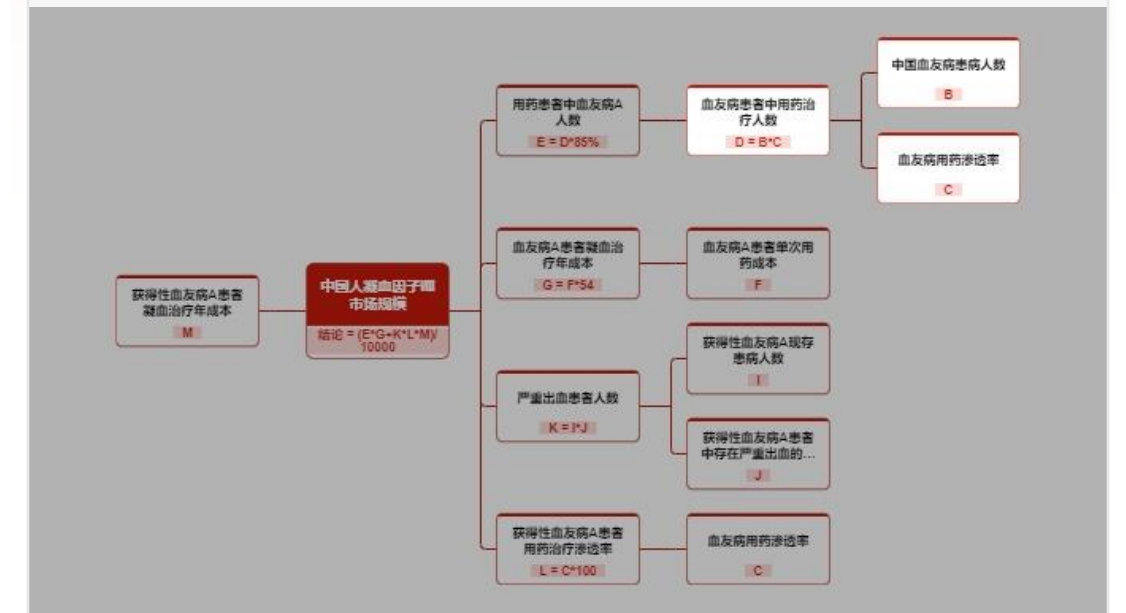 中国血友病患病人数
B
用药患者中血友病A
人数
E = D*85%
血友病患者中用药治
疗人数
D = B*C
血友病用药渗透率
C
血友病A患者凝血治
疗年成本
G = F*54
血友病A患者单次用
药成本
F
获得性血友病A患者
凝血治疗年成本
M
中国人凝血因子Ⅷ
市场规模
结论 = (E*G+K*L*M)/
10000
获得性血友病A现存
患病人数
I
严重出血患者人数
K = I*J
获得性血友病A患者
中存在严重出血的...
J
获得性血友病A患者
用药治疗渗透率
L = C*100
血友病用药渗透率
C